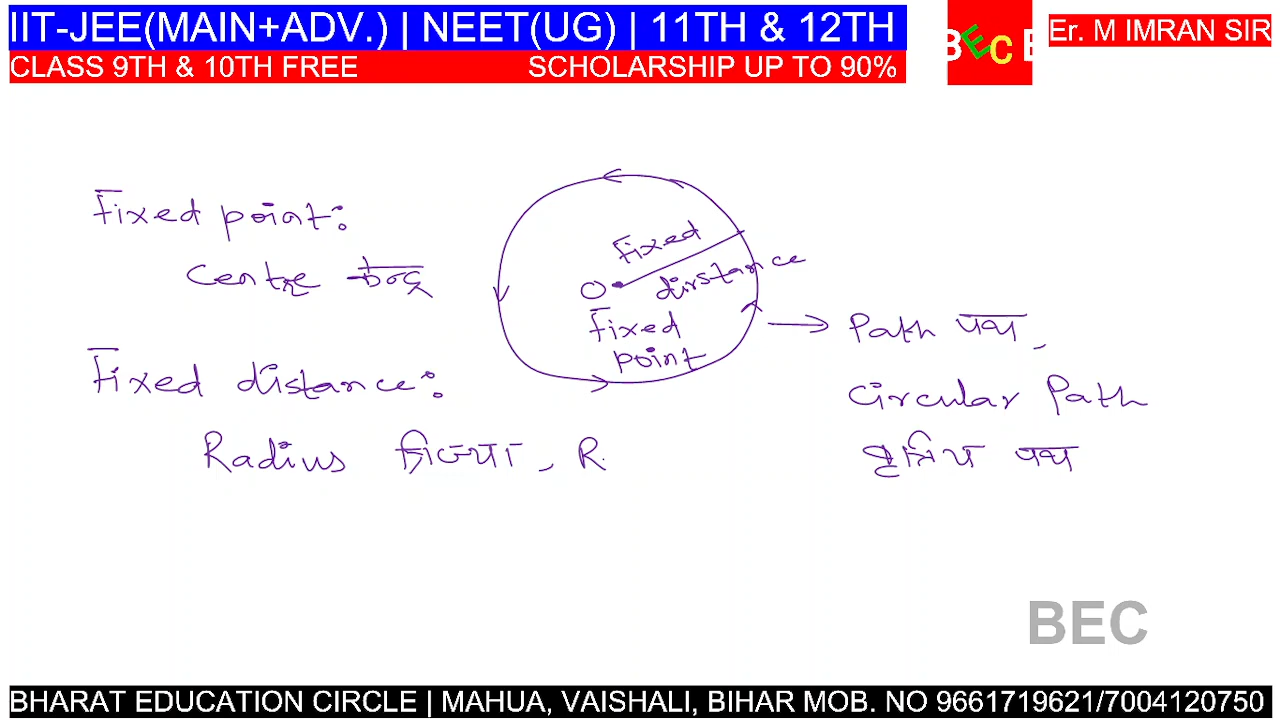 IIT-JEE(MAIN+ADV.) | NEET(UG) | 11TH & 12TH
CLASS 9TH & 10TH FREE SCHOLARSHIP UP TO 90%
BEC
Er. M IMRAN SIR
Fixed point:
Centre केन्द्र
Fixed distance:
Radius त्रिज्या, R
Fixed
distance
O
Fixed
point
Path पथ,
Circular Path
वृत्तिय पथ
BEC
BHARAT EDUCATION CIRCLE | MAHUA, VAISHALI, BIHAR MOB. NO 9661719621/7004120750